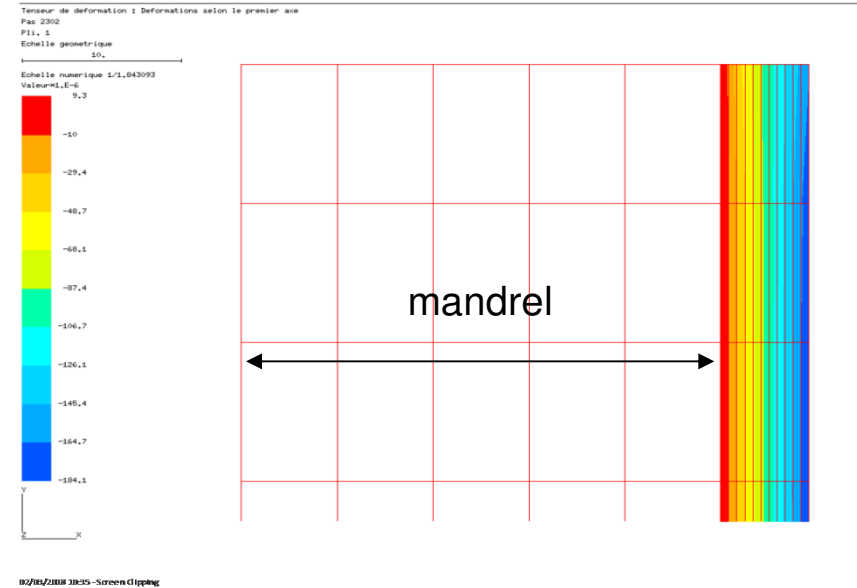 Tenseur de deformation : Deformations selon le premier axe
Pas 2302
Pli. 1
Echelle geometrique
10.
Echelle numerique 1/1.843093
Valeur*1.E-6
9.3
-10
-29.4
-48.7
-68.1
-87.4
-106.7
-126.1
-145.4
-164.7
-184.1
mandrel
Y
Z X
02/03/2008 10:35 - Screen Clipping